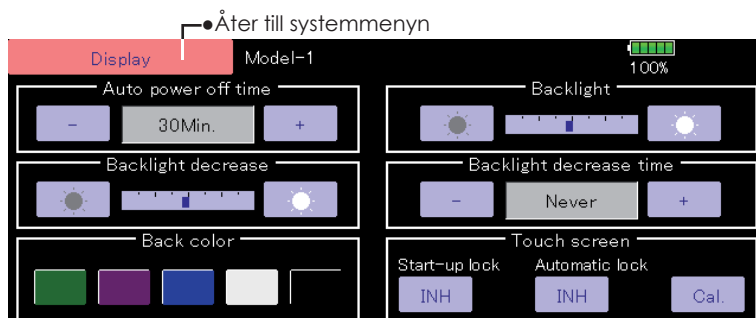 ●Åter till systemmenyn
Display Model-1 100%
Auto power off time
- 30Min. +
Backlight
Backlight decrease
Backlight decrease time
- Never +
Back color
Touch screen
Start-up lock Automatic lock
INH INH Cal.